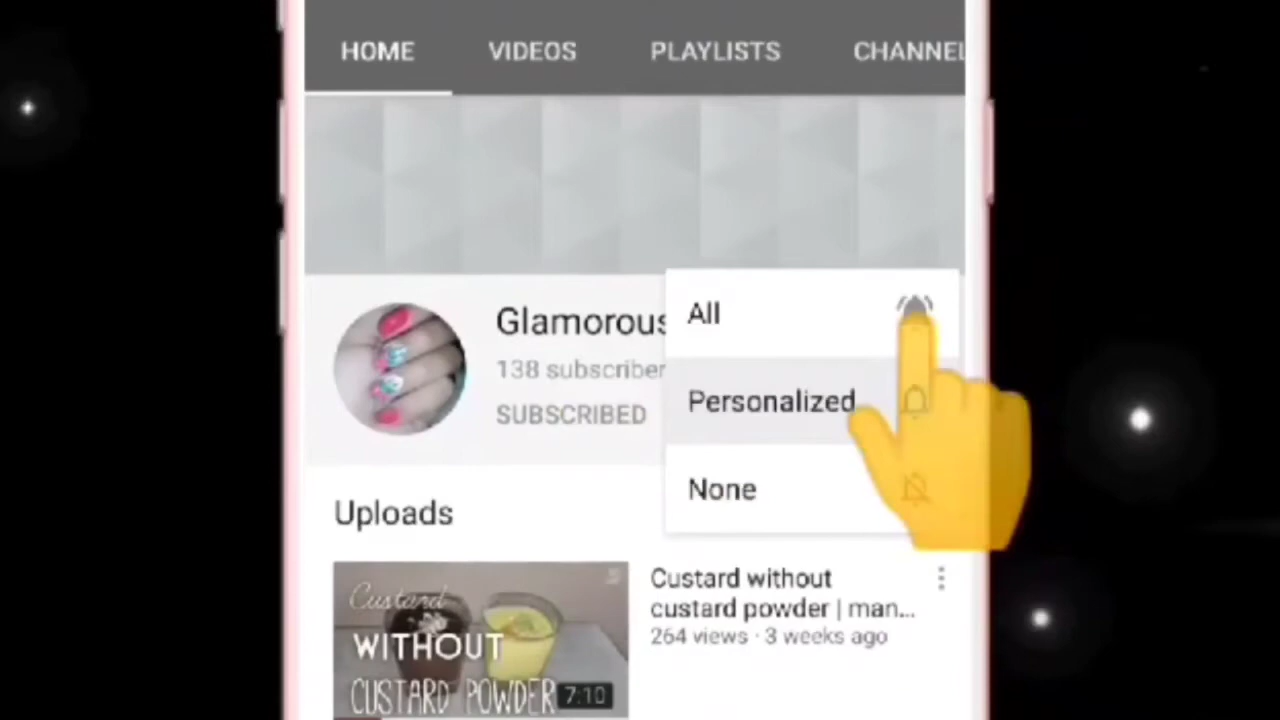 HOME VIDEOS PLAYLISTS CHANNEL
Glamorous
138 subscriber
SUBSCRIBED
All
Personalized
None
Uploads
Custard
WITHOUT
CUSTARD POWDER
7:10
Custard without
custard powder | man...
264 views · 3 weeks ago